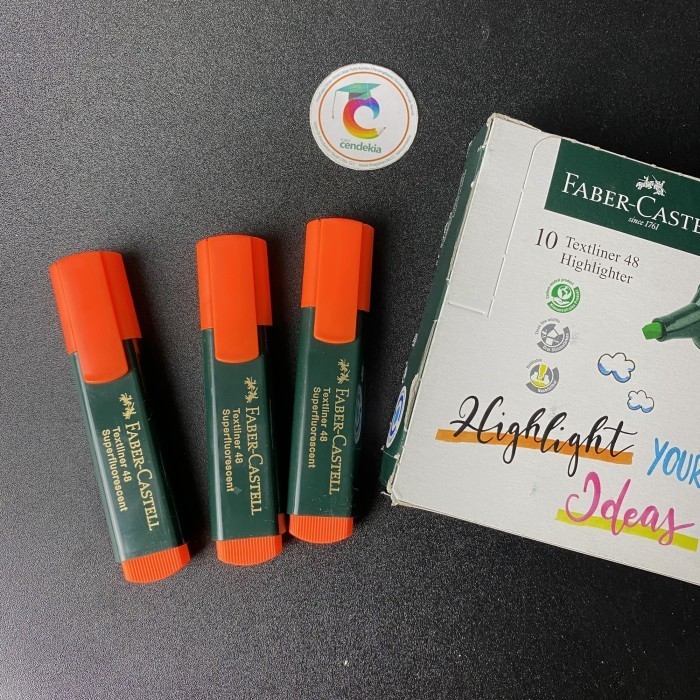 cendekia
FABER-CASTELL
Textliner 48
Superfluorescent
FABER-CASTELL
Textliner 48
Superfluorescent
FABER-CASTELL
Textliner 48
Superfluorescent
FABER-CASTE
since 1761
10 Textliner 48
Highlighter
Highlight YOUR
Ideas